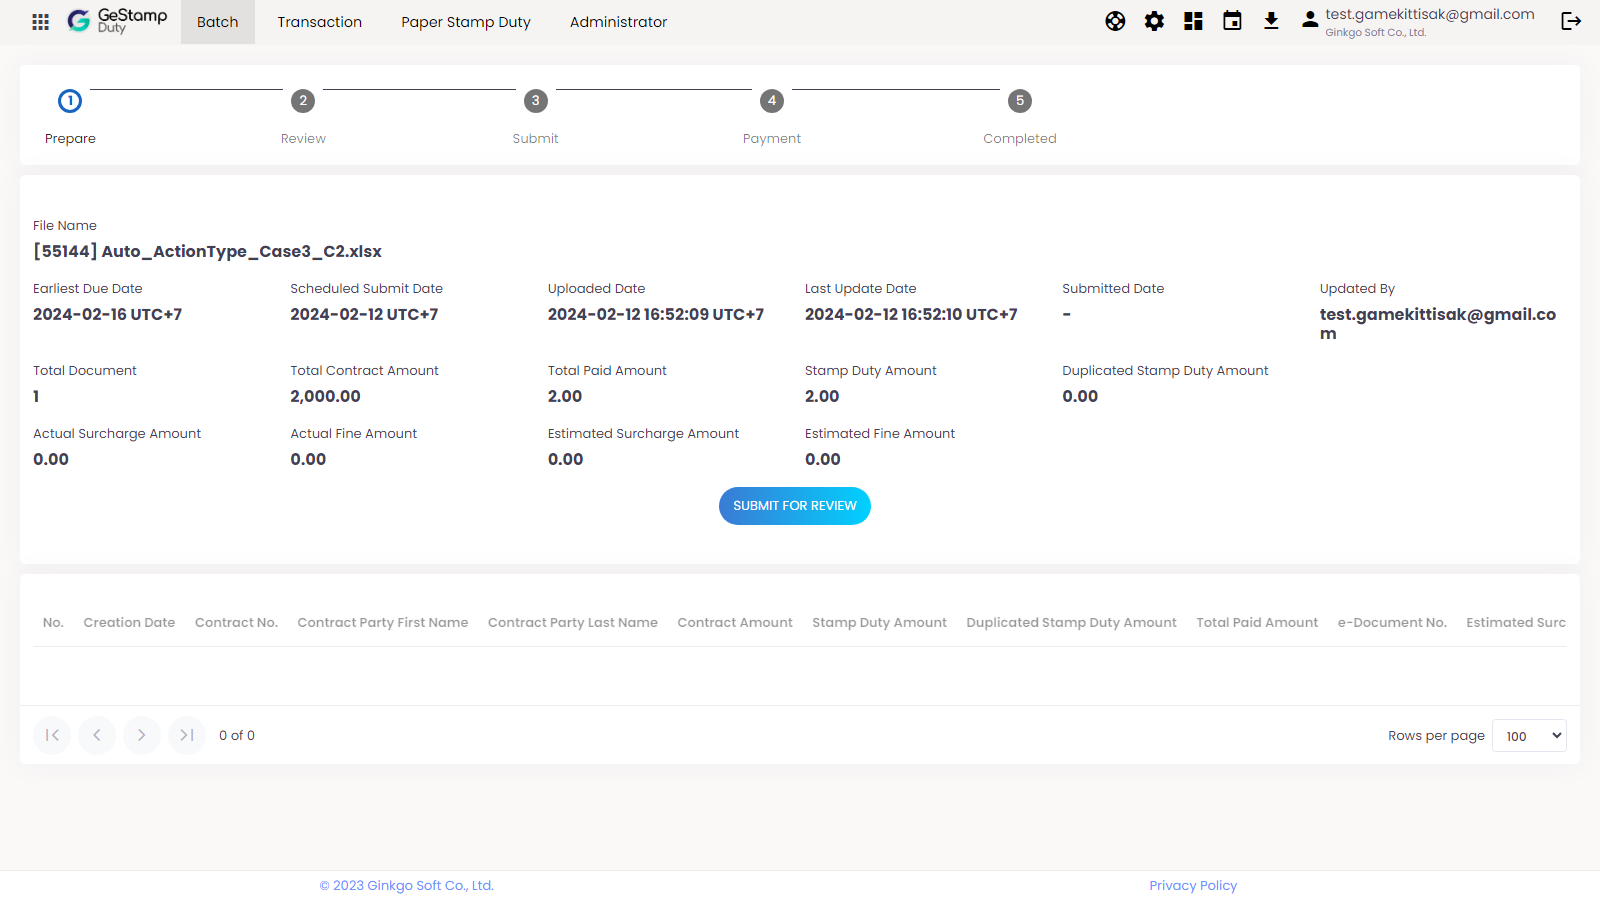 GeStamp
Duty
Batch
Transaction
Paper Stamp Duty
Administrator
test.gamekittisak@gmail.com
Ginkgo Soft Co., Ltd.
1
2
3
4
5
Prepare
Review
Submit
Payment
Completed
File Name
[55144] Auto_ActionType_Case3_C2.xlsx
Earliest Due Date
Scheduled Submit Date
Uploaded Date
Last Update Date
Submitted Date
Updated By
2024-02-16 UTC+7
2024-02-12 UTC+7
2024-02-12 16:52:09 UTC+7
2024-02-12 16:52:10 UTC+7
-
test.gamekittisak@gmail.co
m
Total Document
Total Contract Amount
Total Paid Amount
Stamp Duty Amount
Duplicated Stamp Duty Amount
1
2,000.00
2.00
2.00
0.00
Actual Surcharge Amount
Actual Fine Amount
Estimated Surcharge Amount
Estimated Fine Amount
0.00
0.00
0.00
0.00
SUBMIT FOR REVIEW
No.
Creation Date
Contract No.
Contract Party First Name
Contract Party Last Name
Contract Amount
Stamp Duty Amount
Duplicated Stamp Duty Amount
Total Paid Amount
e-Document No.
Estimated Surc
0 of 0
Rows per page
100
© 2023 Ginkgo Soft Co., Ltd.
Privacy Policy